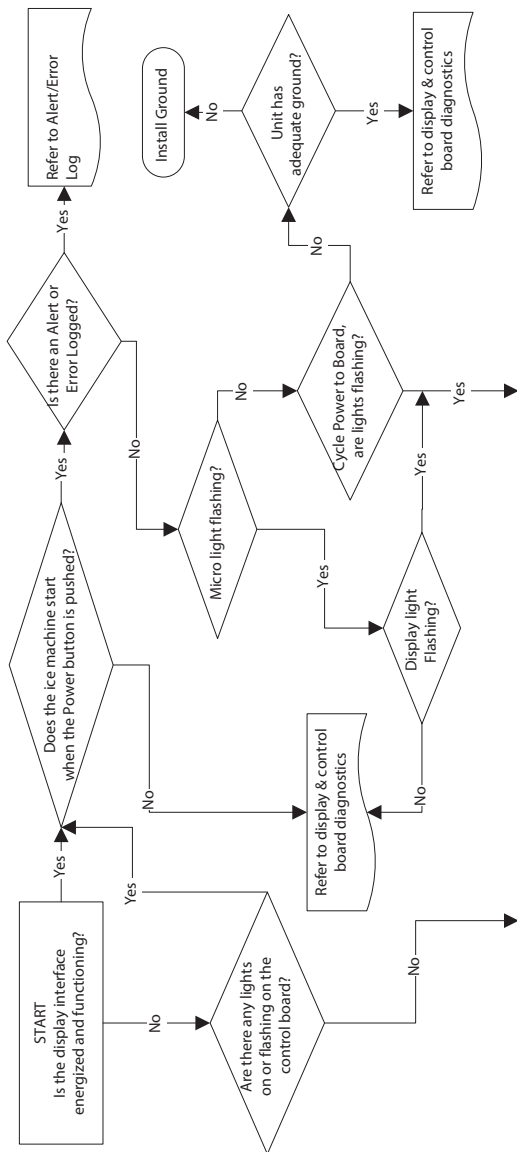 START
Is the display interface
energized and functioning?
Yes
No
Does the ice machine start
when the Power button is pushed?
Yes
No
Is there an Alert or
Error Logged?
Yes
No
Refer to Alert/Error
Log
Are there any lights
on or flashing on the
control board?
Yes
No
Refer to display & control
board diagnostics
Micro light flashing?
No
Yes
Display light
Flashing?
No
Yes
Cycle Power to Board,
are lights flashing?
No
Yes
Unit has
adequate ground?
No
Yes
Install Ground
Refer to display & control
board diagnostics